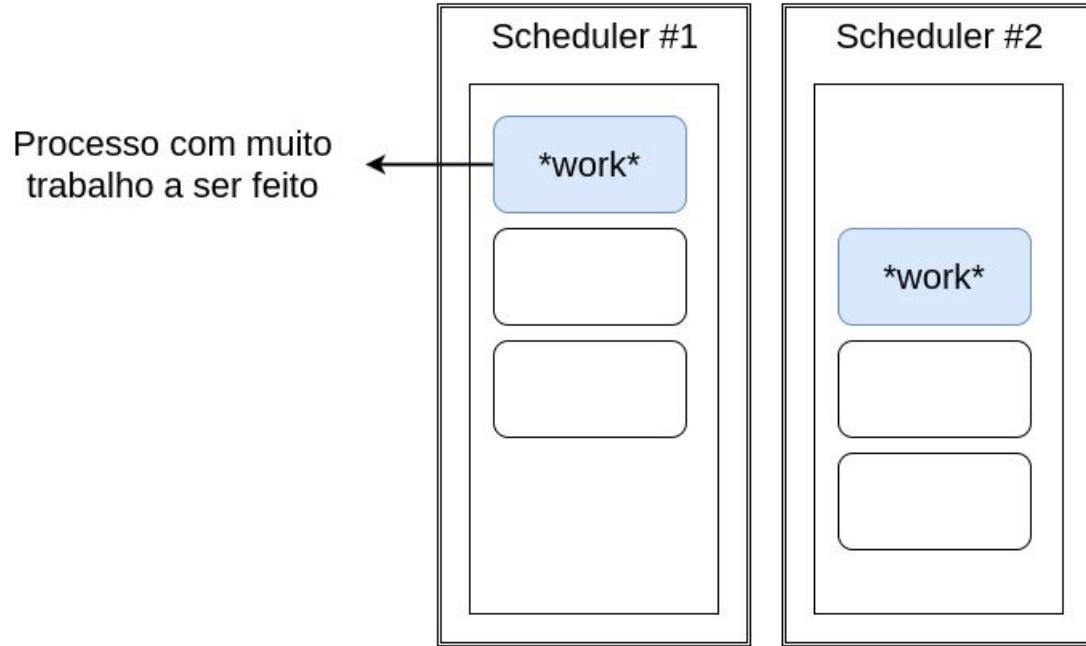 Scheduler #1
Scheduler #2
Processo com muito
trabalho a ser feito
*work*
*work*